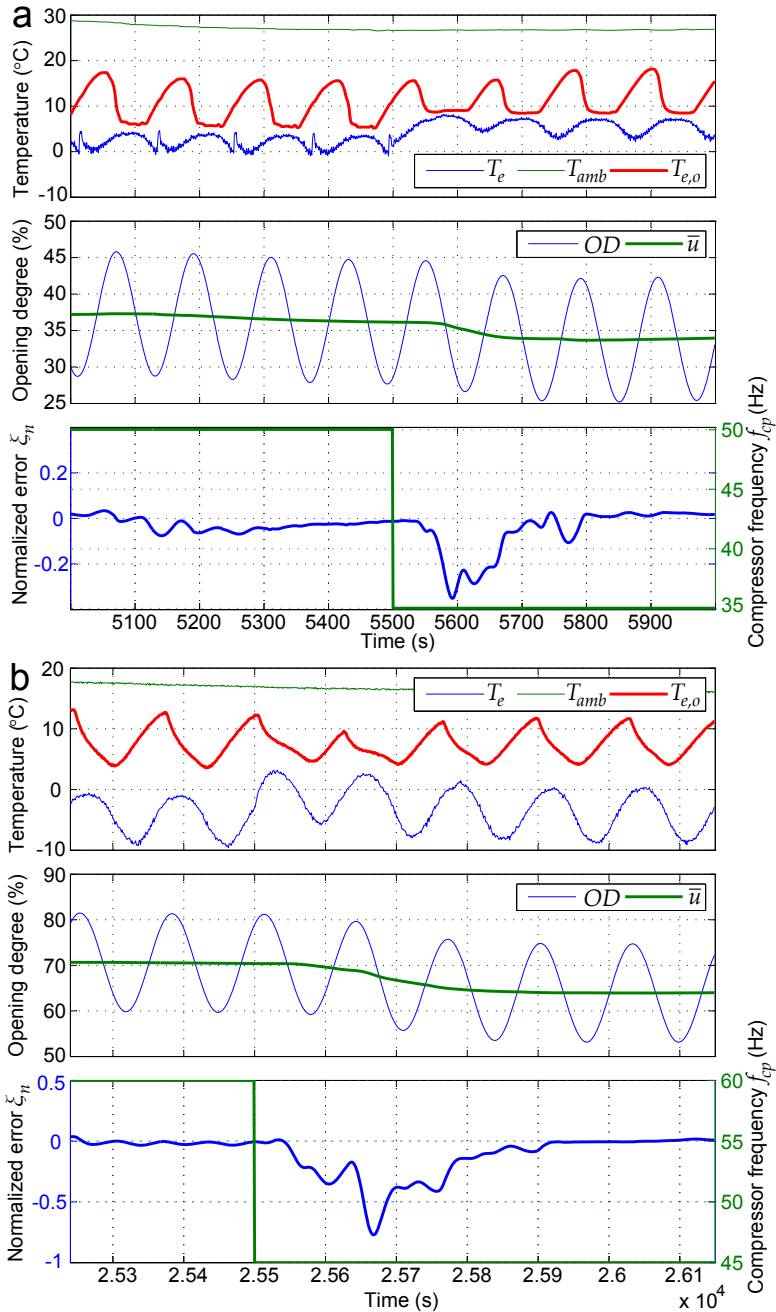 a
Temperature (°C)
30
20
10
0
-10
T_e T_amb T_e,o
Opening degree (%)
50
45
40
35
30
25
OD u̅
Normalized error ξ_n
0.2
0
-0.2
50
45
40
35
Compressor frequency f_cp (Hz)
5100 5200 5300 5400 5500 5600 5700 5800 5900
Time (s)
b
Temperature (°C)
20
10
0
-10
T_e T_amb T_e,o
Opening degree (%)
90
80
70
60
50
OD u̅
Normalized error ξ_n
0.5
0
-0.5
-1
60
55
50
45
Compressor frequency f_cp (Hz)
2.53 2.54 2.55 2.56 2.57 2.58 2.59 2.6 2.61
x 10⁴
Time (s)